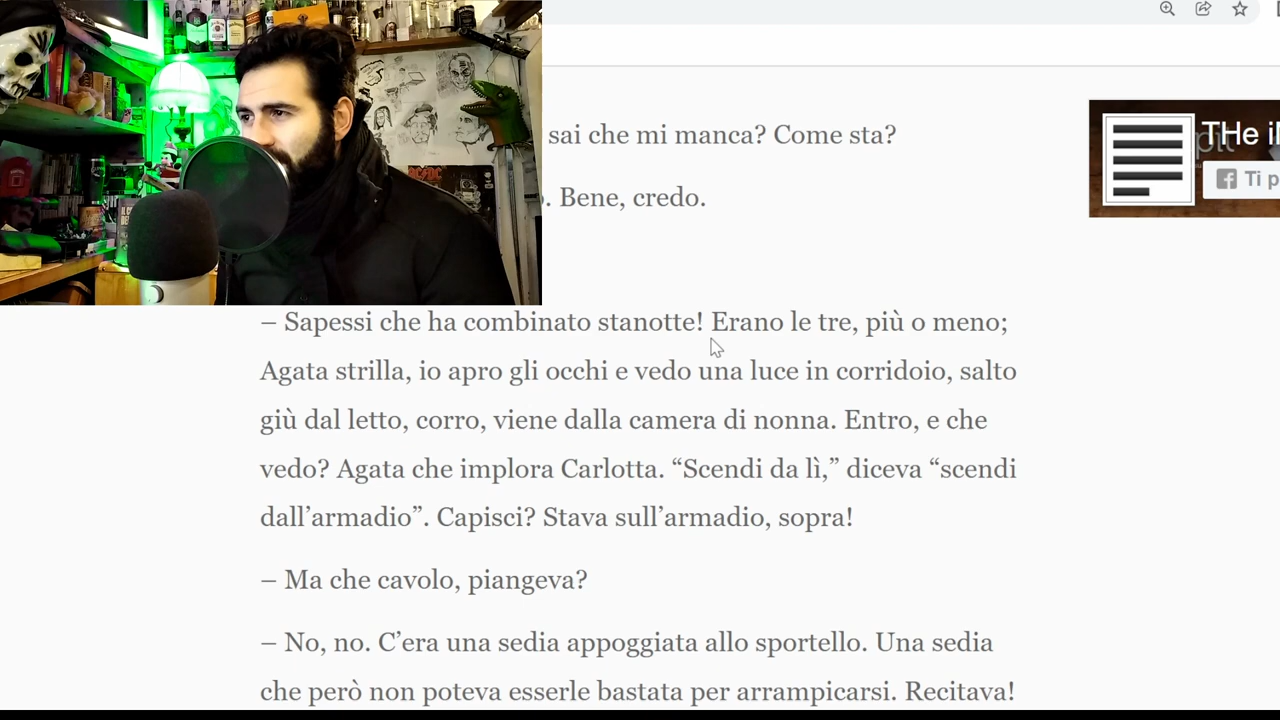 sai che mi manca? Come sta?
. Bene, credo.
– Sapessi che ha combinato stanotte! Erano le tre, più o meno;
Agata strilla, io apro gli occhi e vedo una luce in corridoio, salto
giù dal letto, corro, viene dalla camera di nonna. Entro, e che
vedo? Agata che implora Carlotta. “Scendi da lì,” diceva “scendi
dall’armadio”. Capisci? Stava sull’armadio, sopra!
– Ma che cavolo, piangeva?
– No, no. C’era una sedia appoggiata allo sportello. Una sedia
che però non poteva esserle bastata per arrampicarsi. Recitava!
THe
Ti
AC/DC